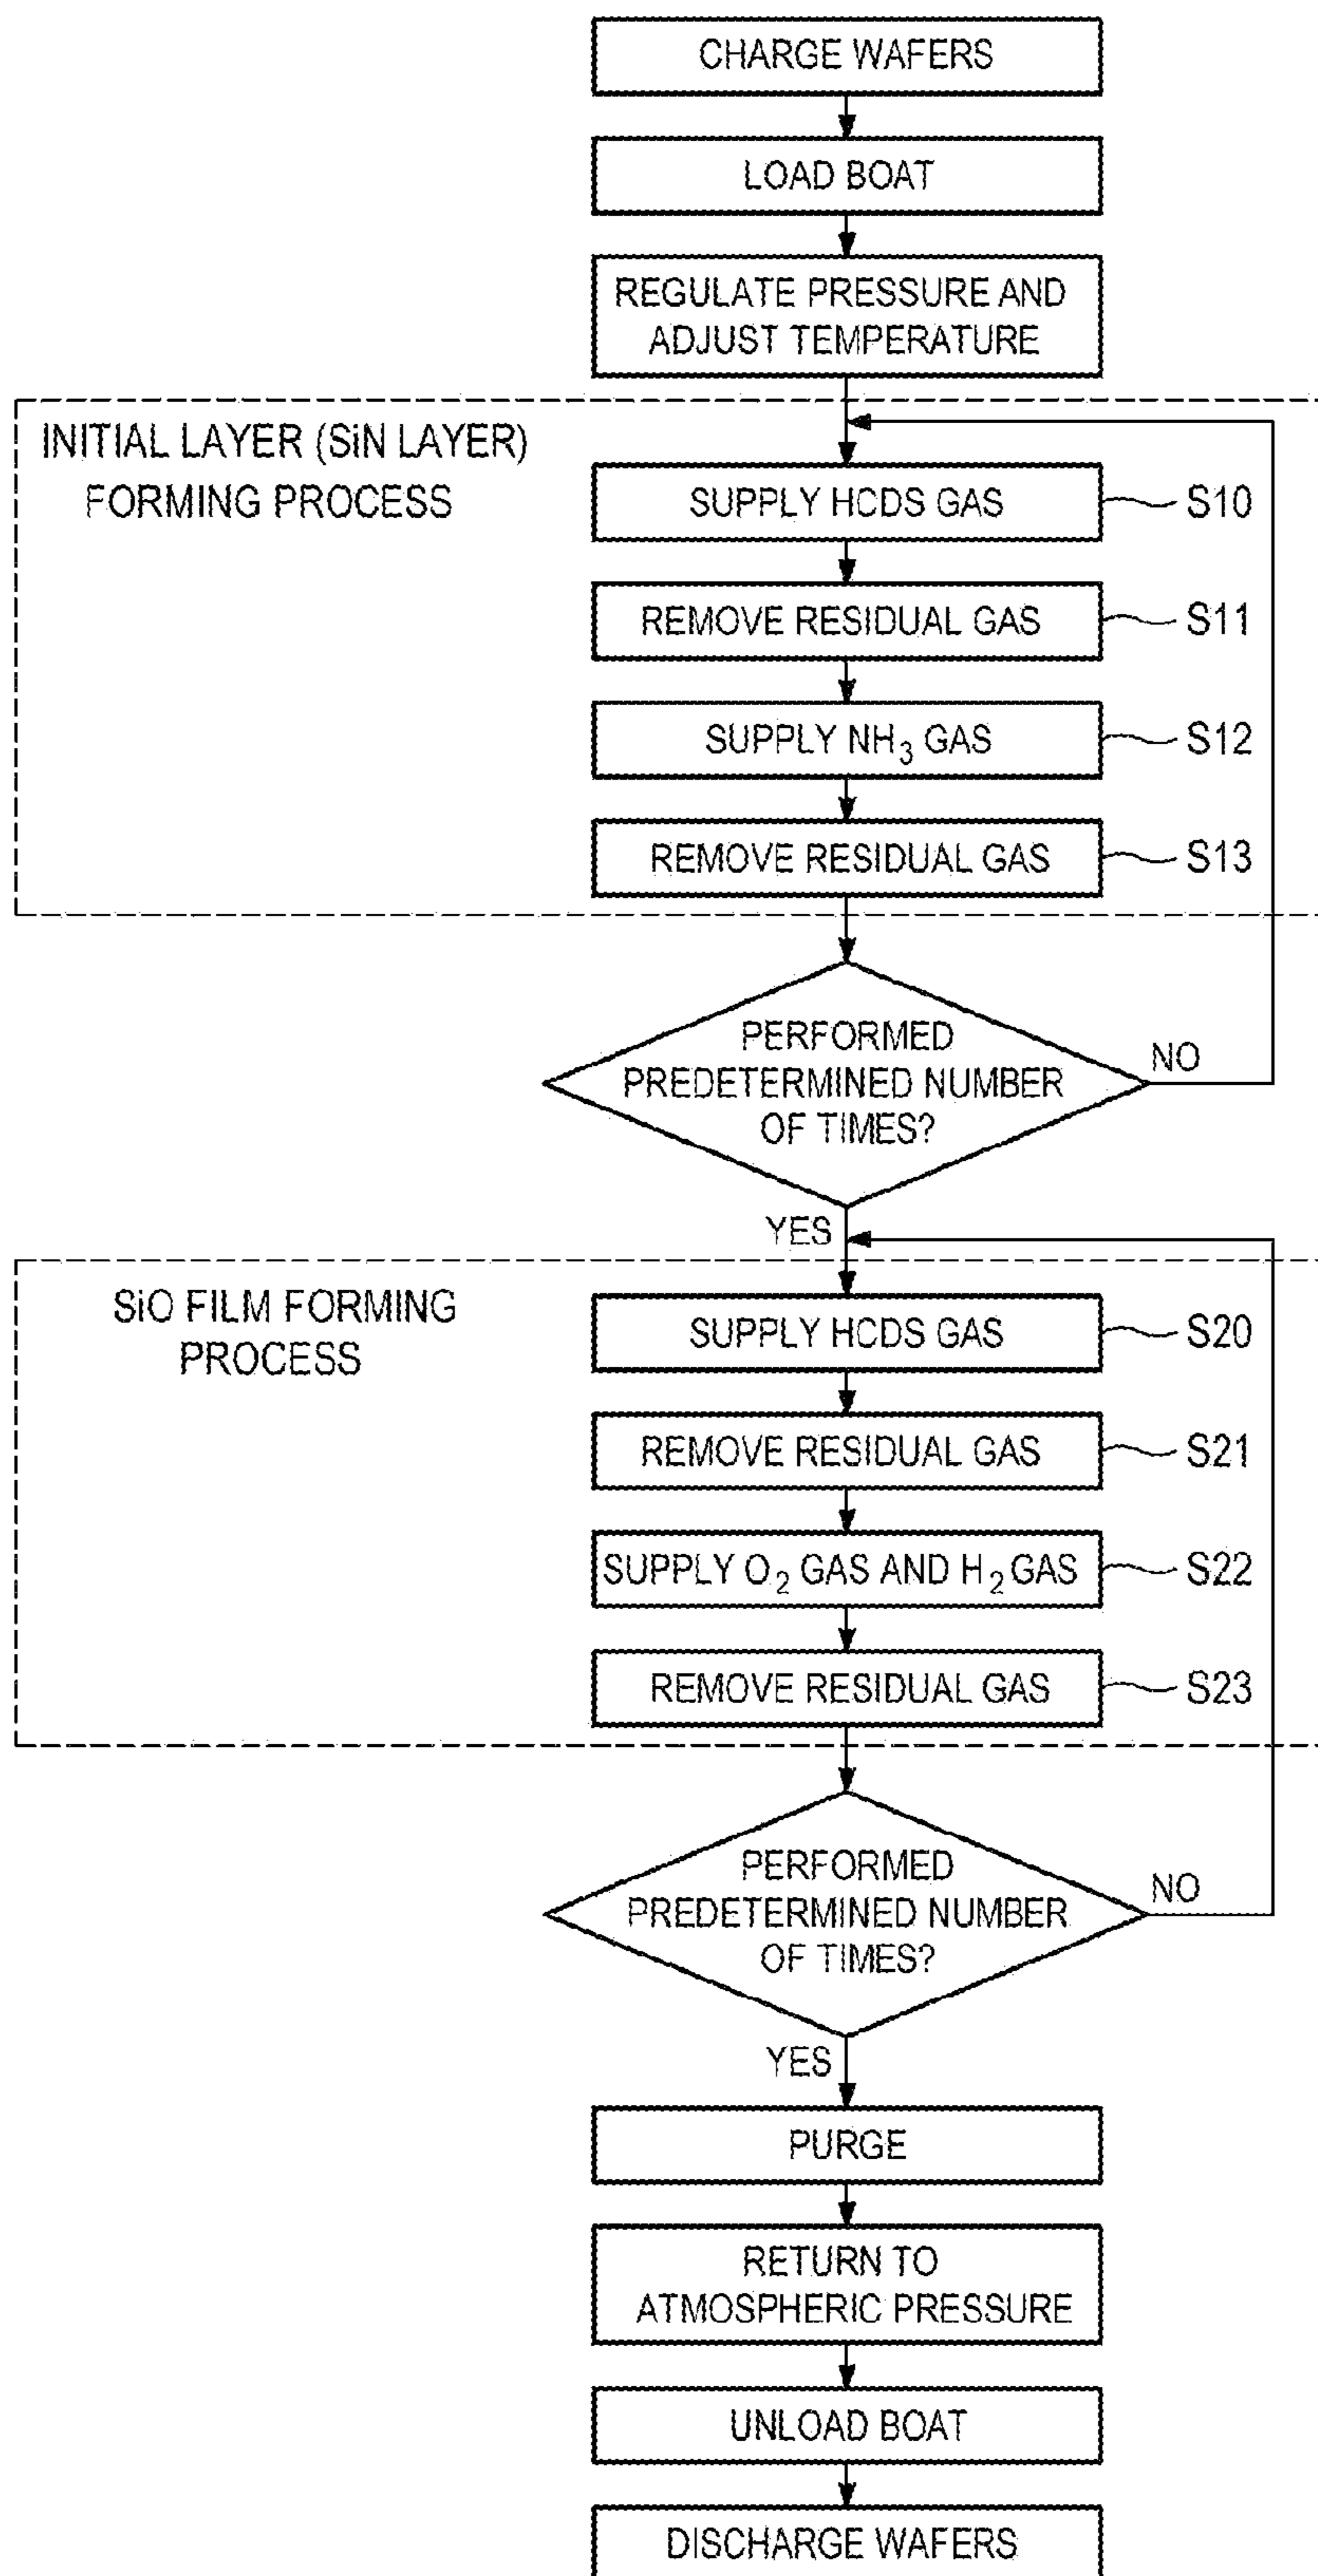 CHARGE WAFERS
LOAD BOAT
REGULATE PRESSURE AND
ADJUST TEMPERATURE
INITIAL LAYER (SiN LAYER)
FORMING PROCESS
SUPPLY HCDS GAS
S10
REMOVE RESIDUAL GAS
S11
SUPPLY NH3 GAS
S12
REMOVE RESIDUAL GAS
S13
PERFORMED
PREDETERMINED NUMBER
OF TIMES?
NO
YES
SiO FILM FORMING
PROCESS
SUPPLY HCDS GAS
S20
REMOVE RESIDUAL GAS
S21
SUPPLY O2 GAS AND H2 GAS
S22
REMOVE RESIDUAL GAS
S23
PERFORMED
PREDETERMINED NUMBER
OF TIMES?
NO
YES
PURGE
RETURN TO
ATMOSPHERIC PRESSURE
UNLOAD BOAT
DISCHARGE WAFERS